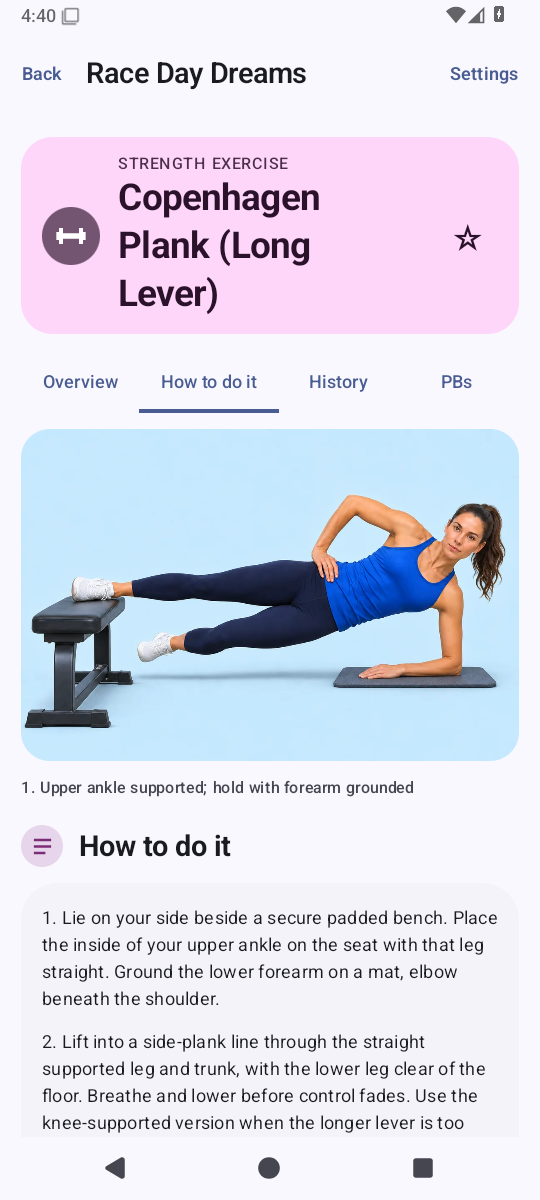 4:40
Back
Race Day Dreams
Settings
STRENGTH EXERCISE
Copenhagen
Plank (Long
Lever)
Overview
How to do it
History
PBs
1. Upper ankle supported; hold with forearm grounded
How to do it
1. Lie on your side beside a secure padded bench. Place
the inside of your upper ankle on the seat with that leg
straight. Ground the lower forearm on a mat, elbow
beneath the shoulder.
2. Lift into a side-plank line through the straight
supported leg and trunk, with the lower leg clear of the
floor. Breathe and lower before control fades. Use the
knee-supported version when the longer lever is too